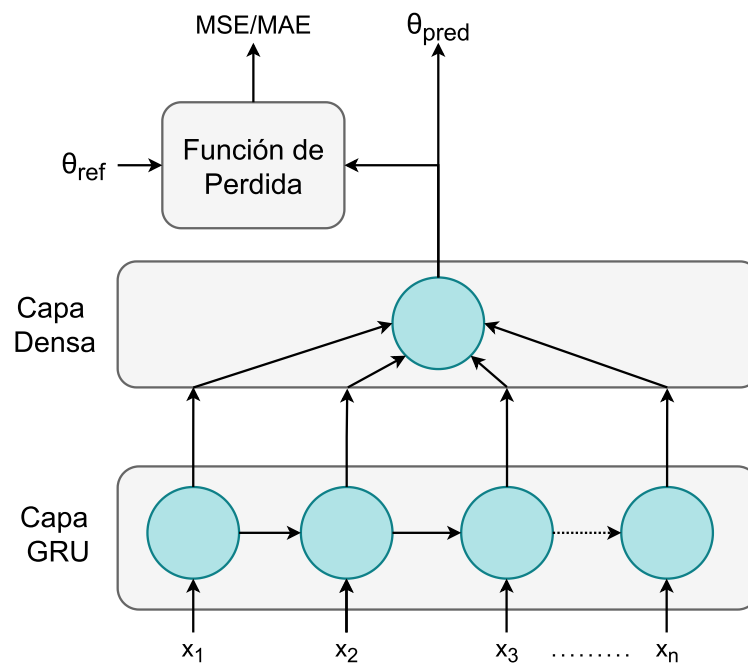 MSE/MAE
θpred
θref
Función de
Perdida
Capa
Densa
Capa
GRU
x1
x2
x3
.........
xn